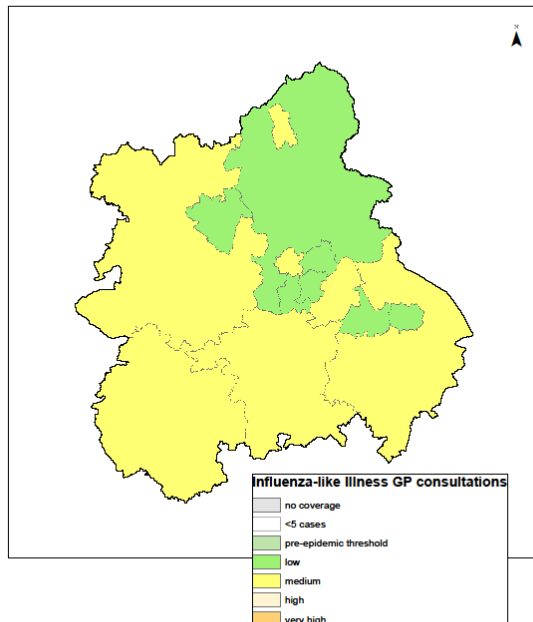 N
Influenza-like Illness GP consultations
no coverage
<5 cases
pre-epidemic threshold
low
medium
high
very high